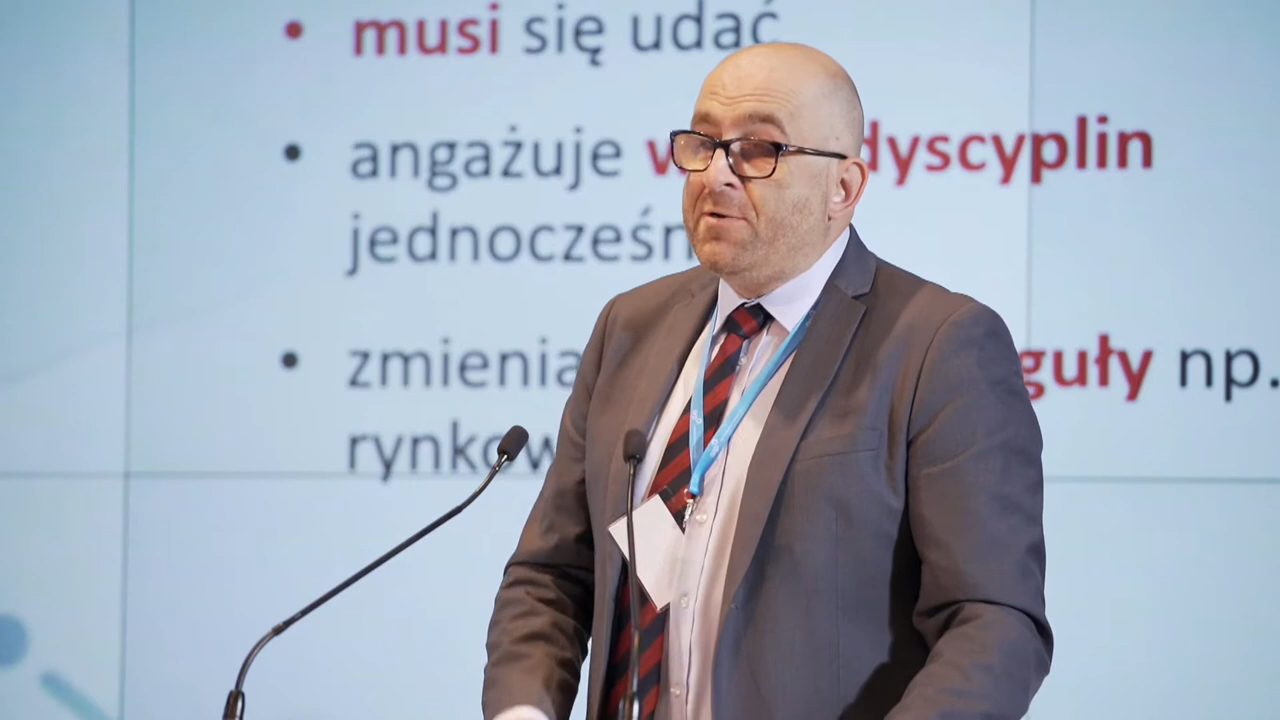 musi się udać
angażuje dyscyplin
jednocześn
zmienia guły np.
rynkow